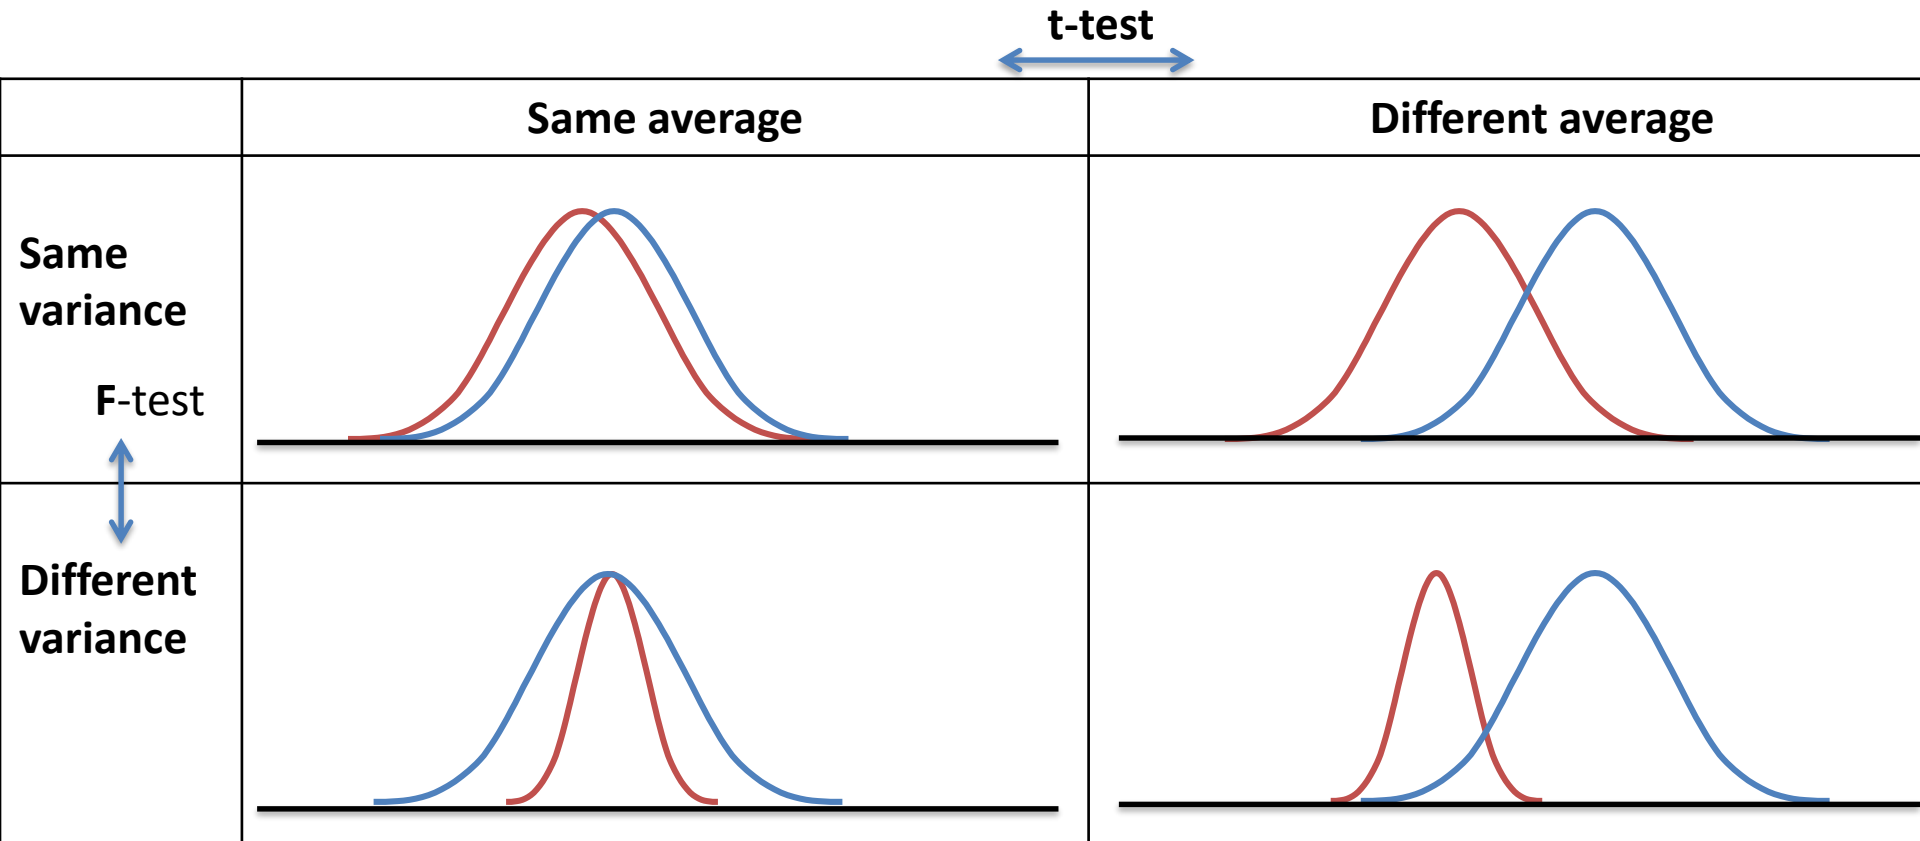 t-test
Same average
Different average
Same
variance
F-test
Different
variance